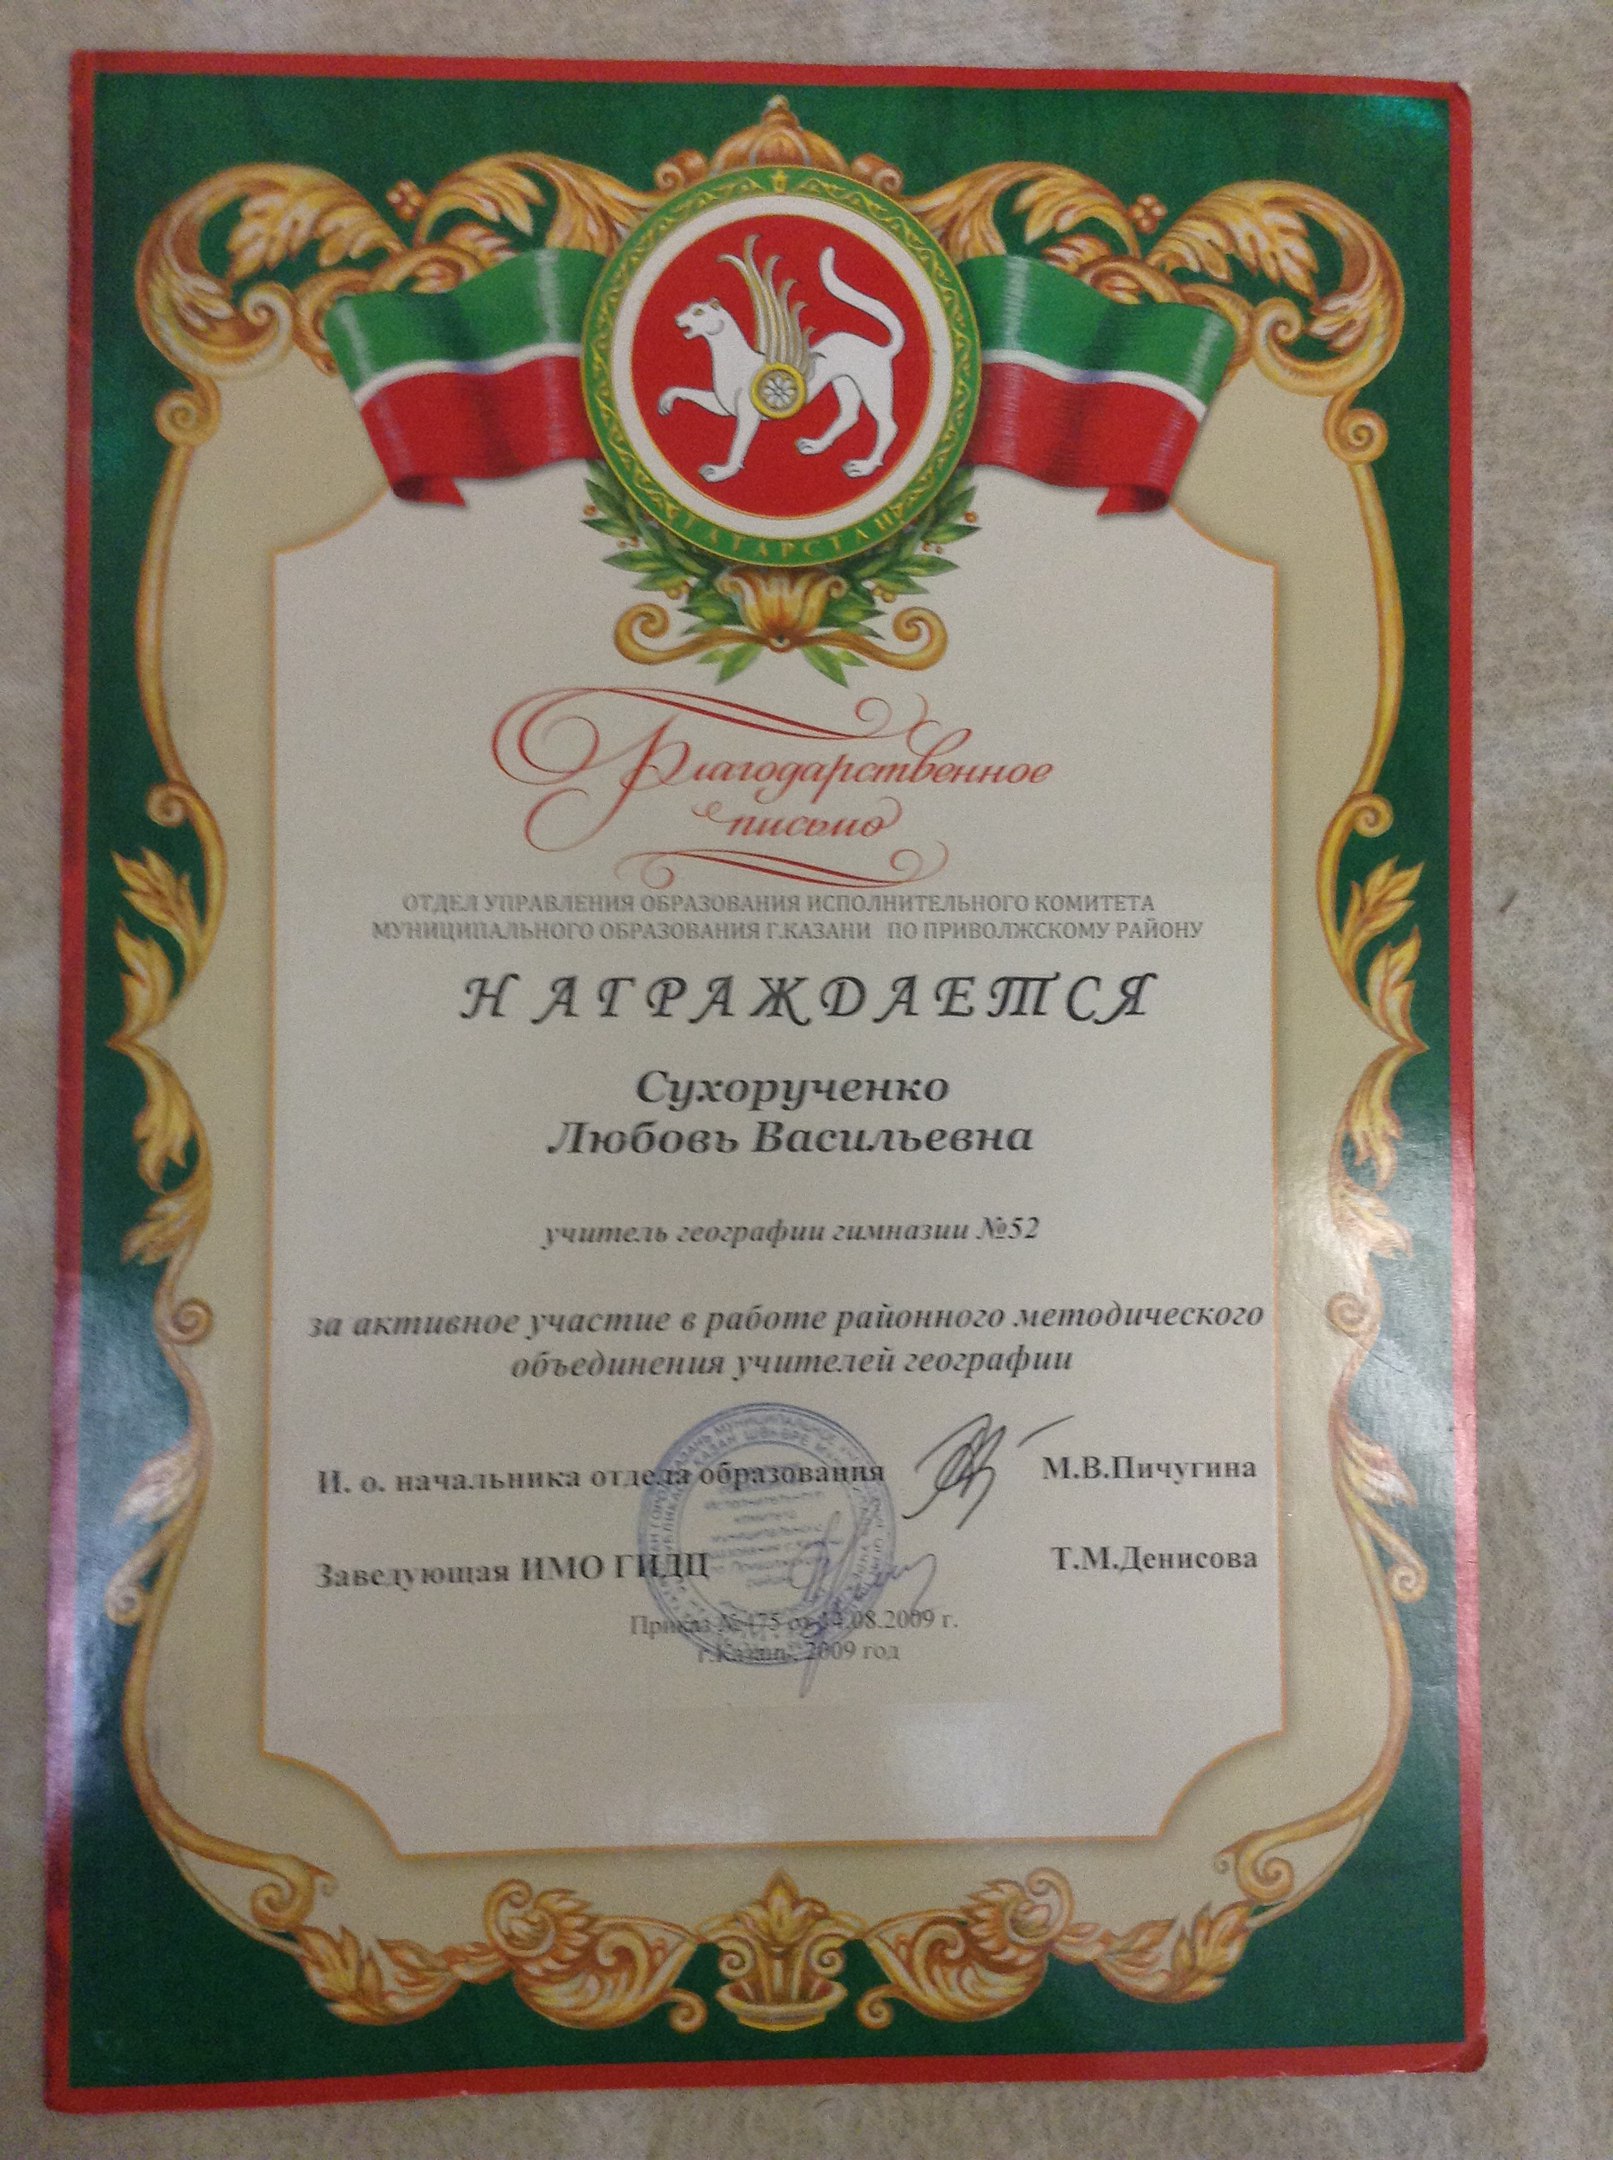 ТАТАРСТАН
Благодарственное
письмо
ОТДЕЛ УПРАВЛЕНИЯ ОБРАЗОВАНИЯ ИСПОЛНИТЕЛЬНОГО КОМИТЕТА
МУНИЦИПАЛЬНОГО ОБРАЗОВАНИЯ Г.КАЗАНИ ПО ПРИВОЛЖСКОМУ РАЙОНУ
НАГРАЖДАЕТСЯ
Сухорученко
Любовь Васильевна
учитель географии гимназии №52
за активное участие в работе районного методического
объединения учителей географии
И. о. начальника отдела образования М.В.Пичугина
Заведующая ИМО ГИДЦ Т.М.Денисова
Приказ №475 от .08.2009 г.
г.Казань, 2009 год